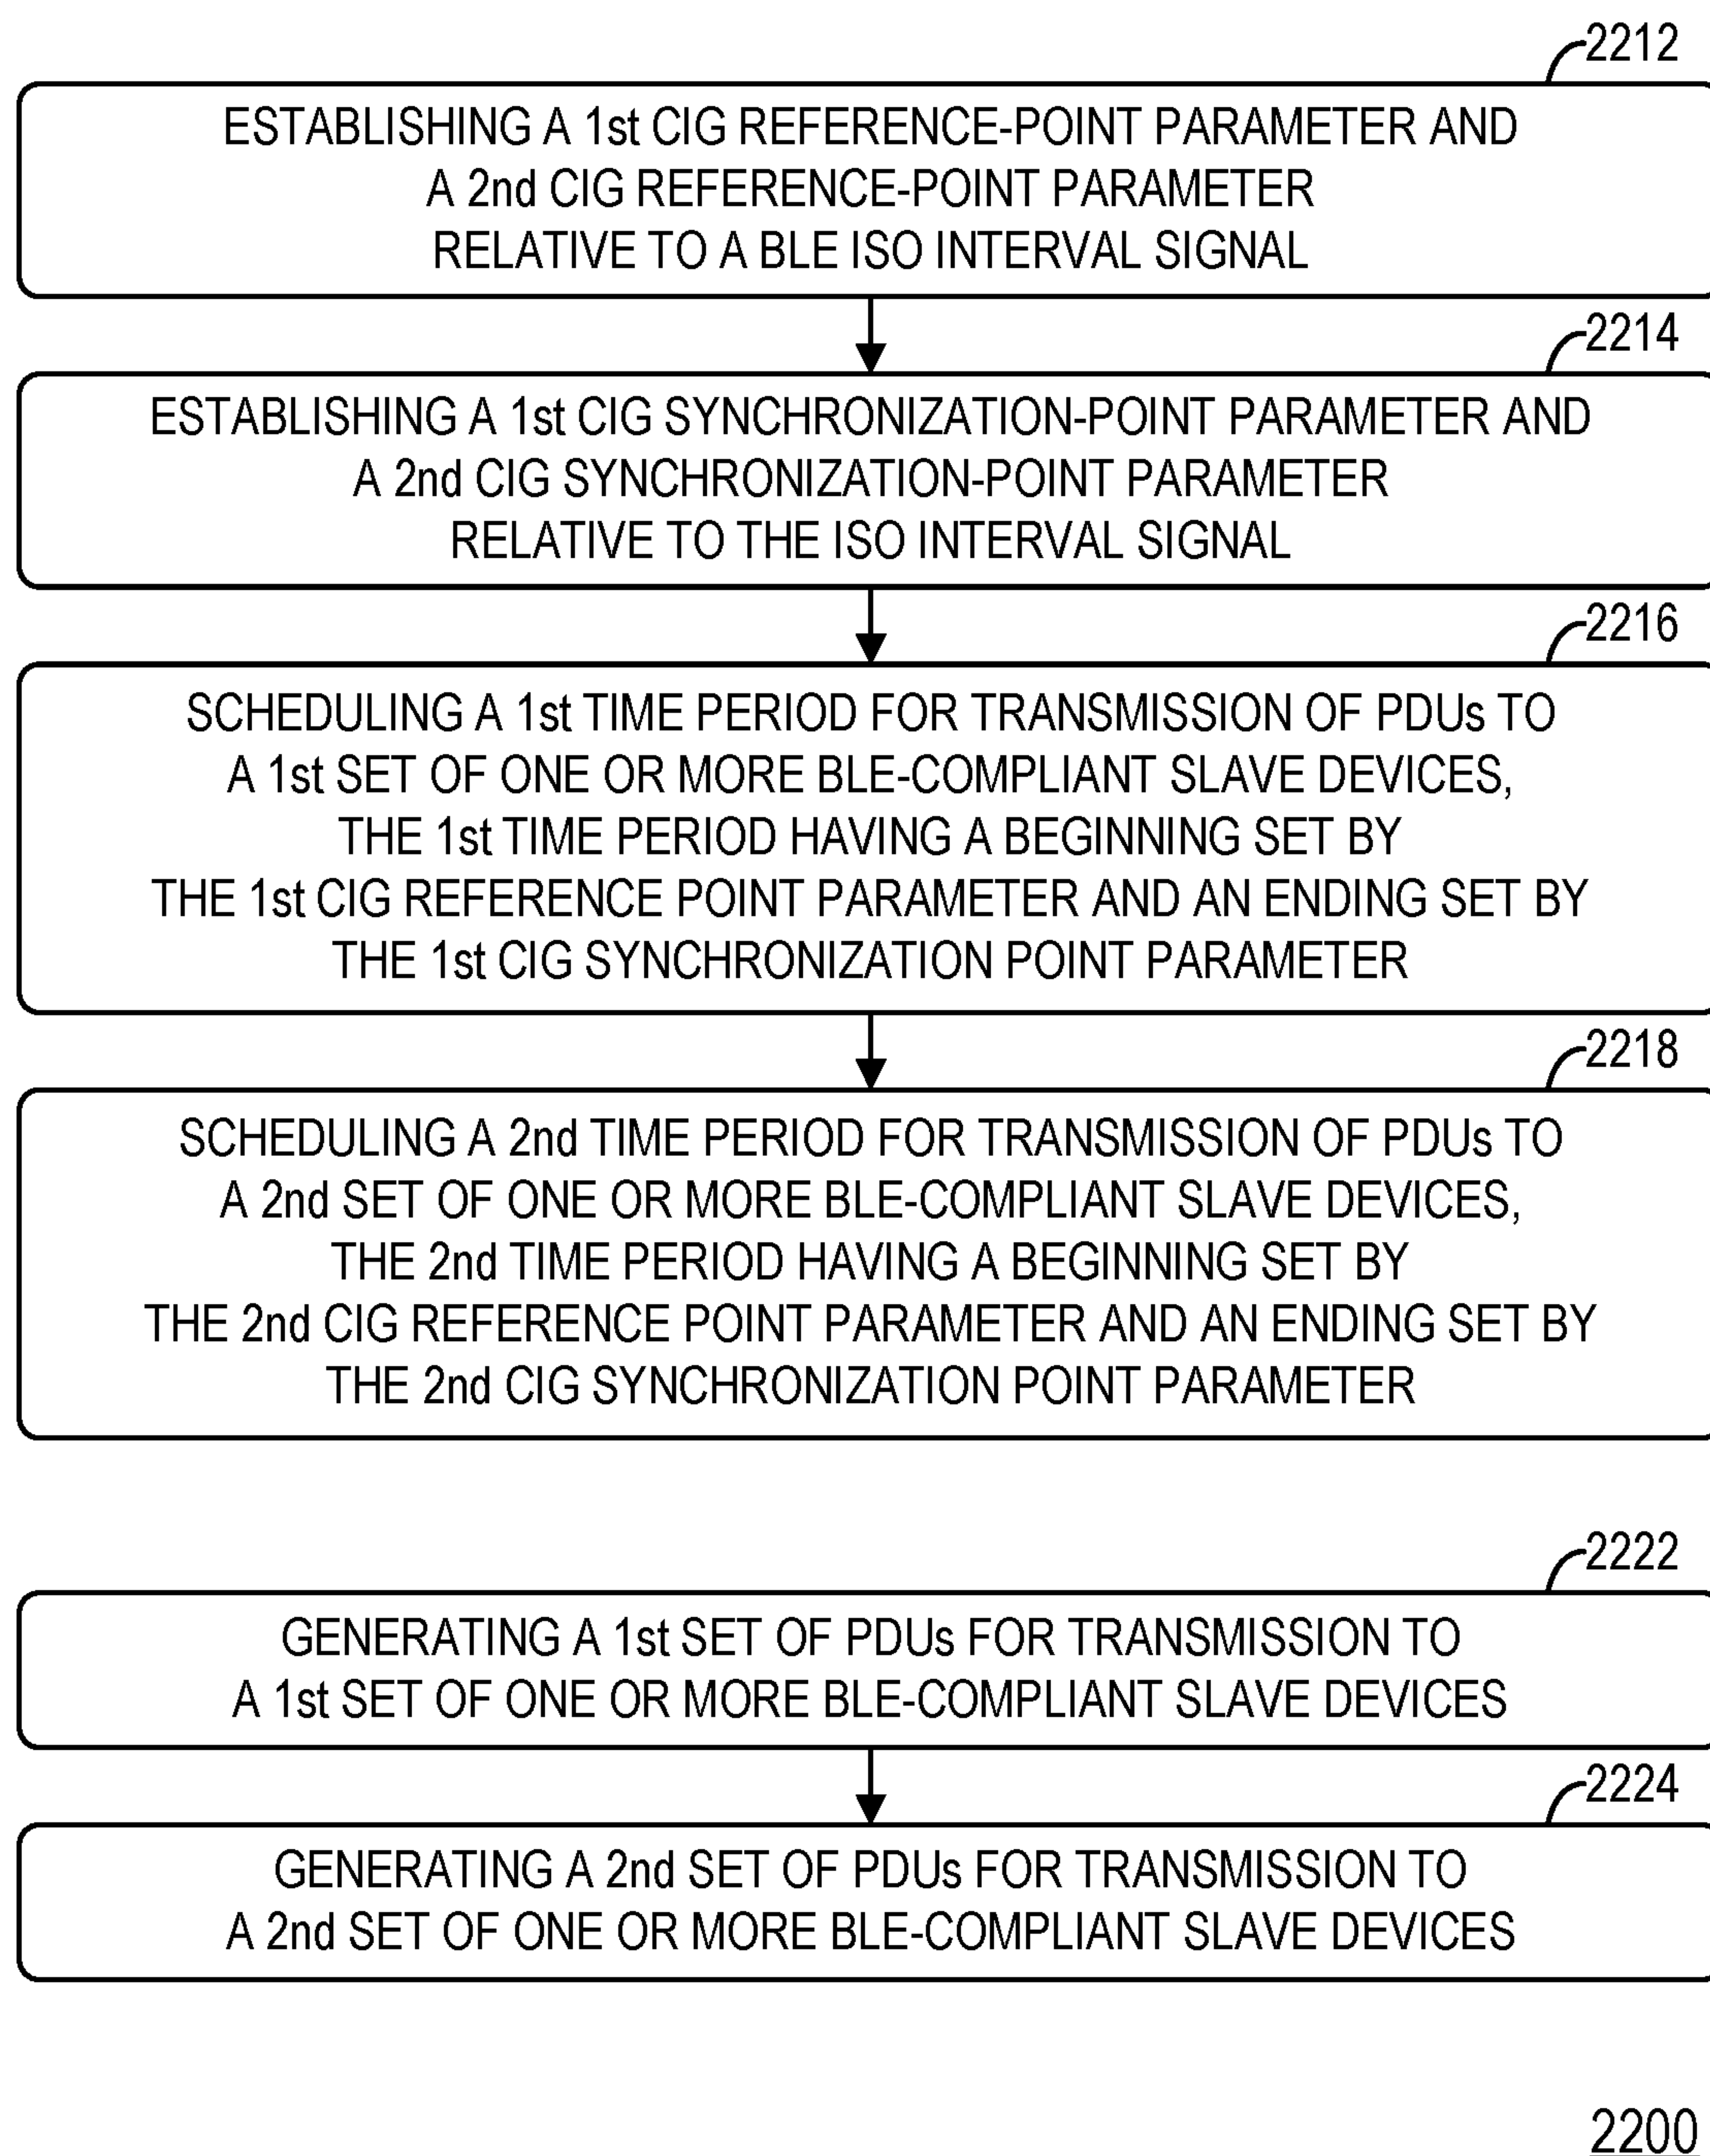 2212
ESTABLISHING A 1st CIG REFERENCE-POINT PARAMETER AND
A 2nd CIG REFERENCE-POINT PARAMETER
RELATIVE TO A BLE ISO INTERVAL SIGNAL
2214
ESTABLISHING A 1st CIG SYNCHRONIZATION-POINT PARAMETER AND
A 2nd CIG SYNCHRONIZATION-POINT PARAMETER
RELATIVE TO THE ISO INTERVAL SIGNAL
2216
SCHEDULING A 1st TIME PERIOD FOR TRANSMISSION OF PDUs TO
A 1st SET OF ONE OR MORE BLE-COMPLIANT SLAVE DEVICES,
THE 1st TIME PERIOD HAVING A BEGINNING SET BY
THE 1st CIG REFERENCE POINT PARAMETER AND AN ENDING SET BY
THE 1st CIG SYNCHRONIZATION POINT PARAMETER
2218
SCHEDULING A 2nd TIME PERIOD FOR TRANSMISSION OF PDUs TO
A 2nd SET OF ONE OR MORE BLE-COMPLIANT SLAVE DEVICES,
THE 2nd TIME PERIOD HAVING A BEGINNING SET BY
THE 2nd CIG REFERENCE POINT PARAMETER AND AN ENDING SET BY
THE 2nd CIG SYNCHRONIZATION POINT PARAMETER
2222
GENERATING A 1st SET OF PDUs FOR TRANSMISSION TO
A 1st SET OF ONE OR MORE BLE-COMPLIANT SLAVE DEVICES
2224
GENERATING A 2nd SET OF PDUs FOR TRANSMISSION TO
A 2nd SET OF ONE OR MORE BLE-COMPLIANT SLAVE DEVICES
2200